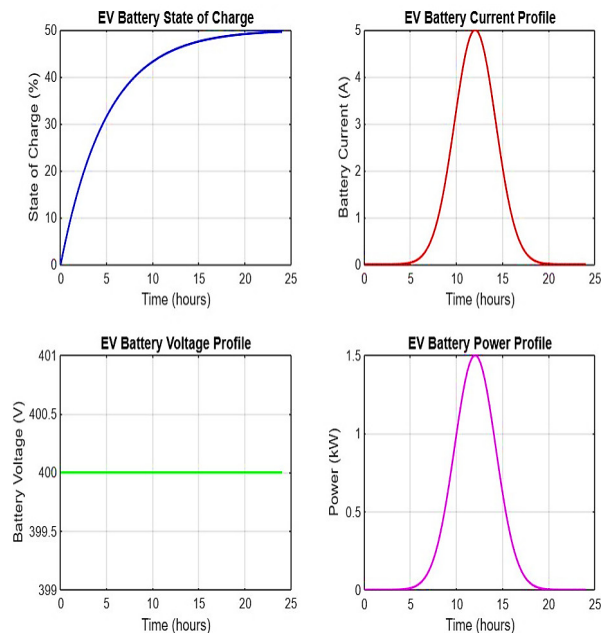 EV Battery State of Charge
50
40
30
20
10
0
State of Charge (%)
0 5 10 15 20 25
Time (hours)
EV Battery Current Profile
5
4
3
2
1
0
Battery Current (A)
0 5 10 15 20 25
Time (hours)
EV Battery Voltage Profile
401
400.5
400
399.5
399
Battery Voltage (V)
0 5 10 15 20 25
Time (hours)
EV Battery Power Profile
1.5
1
0.5
0
Power (kW)
0 5 10 15 20 25
Time (hours)